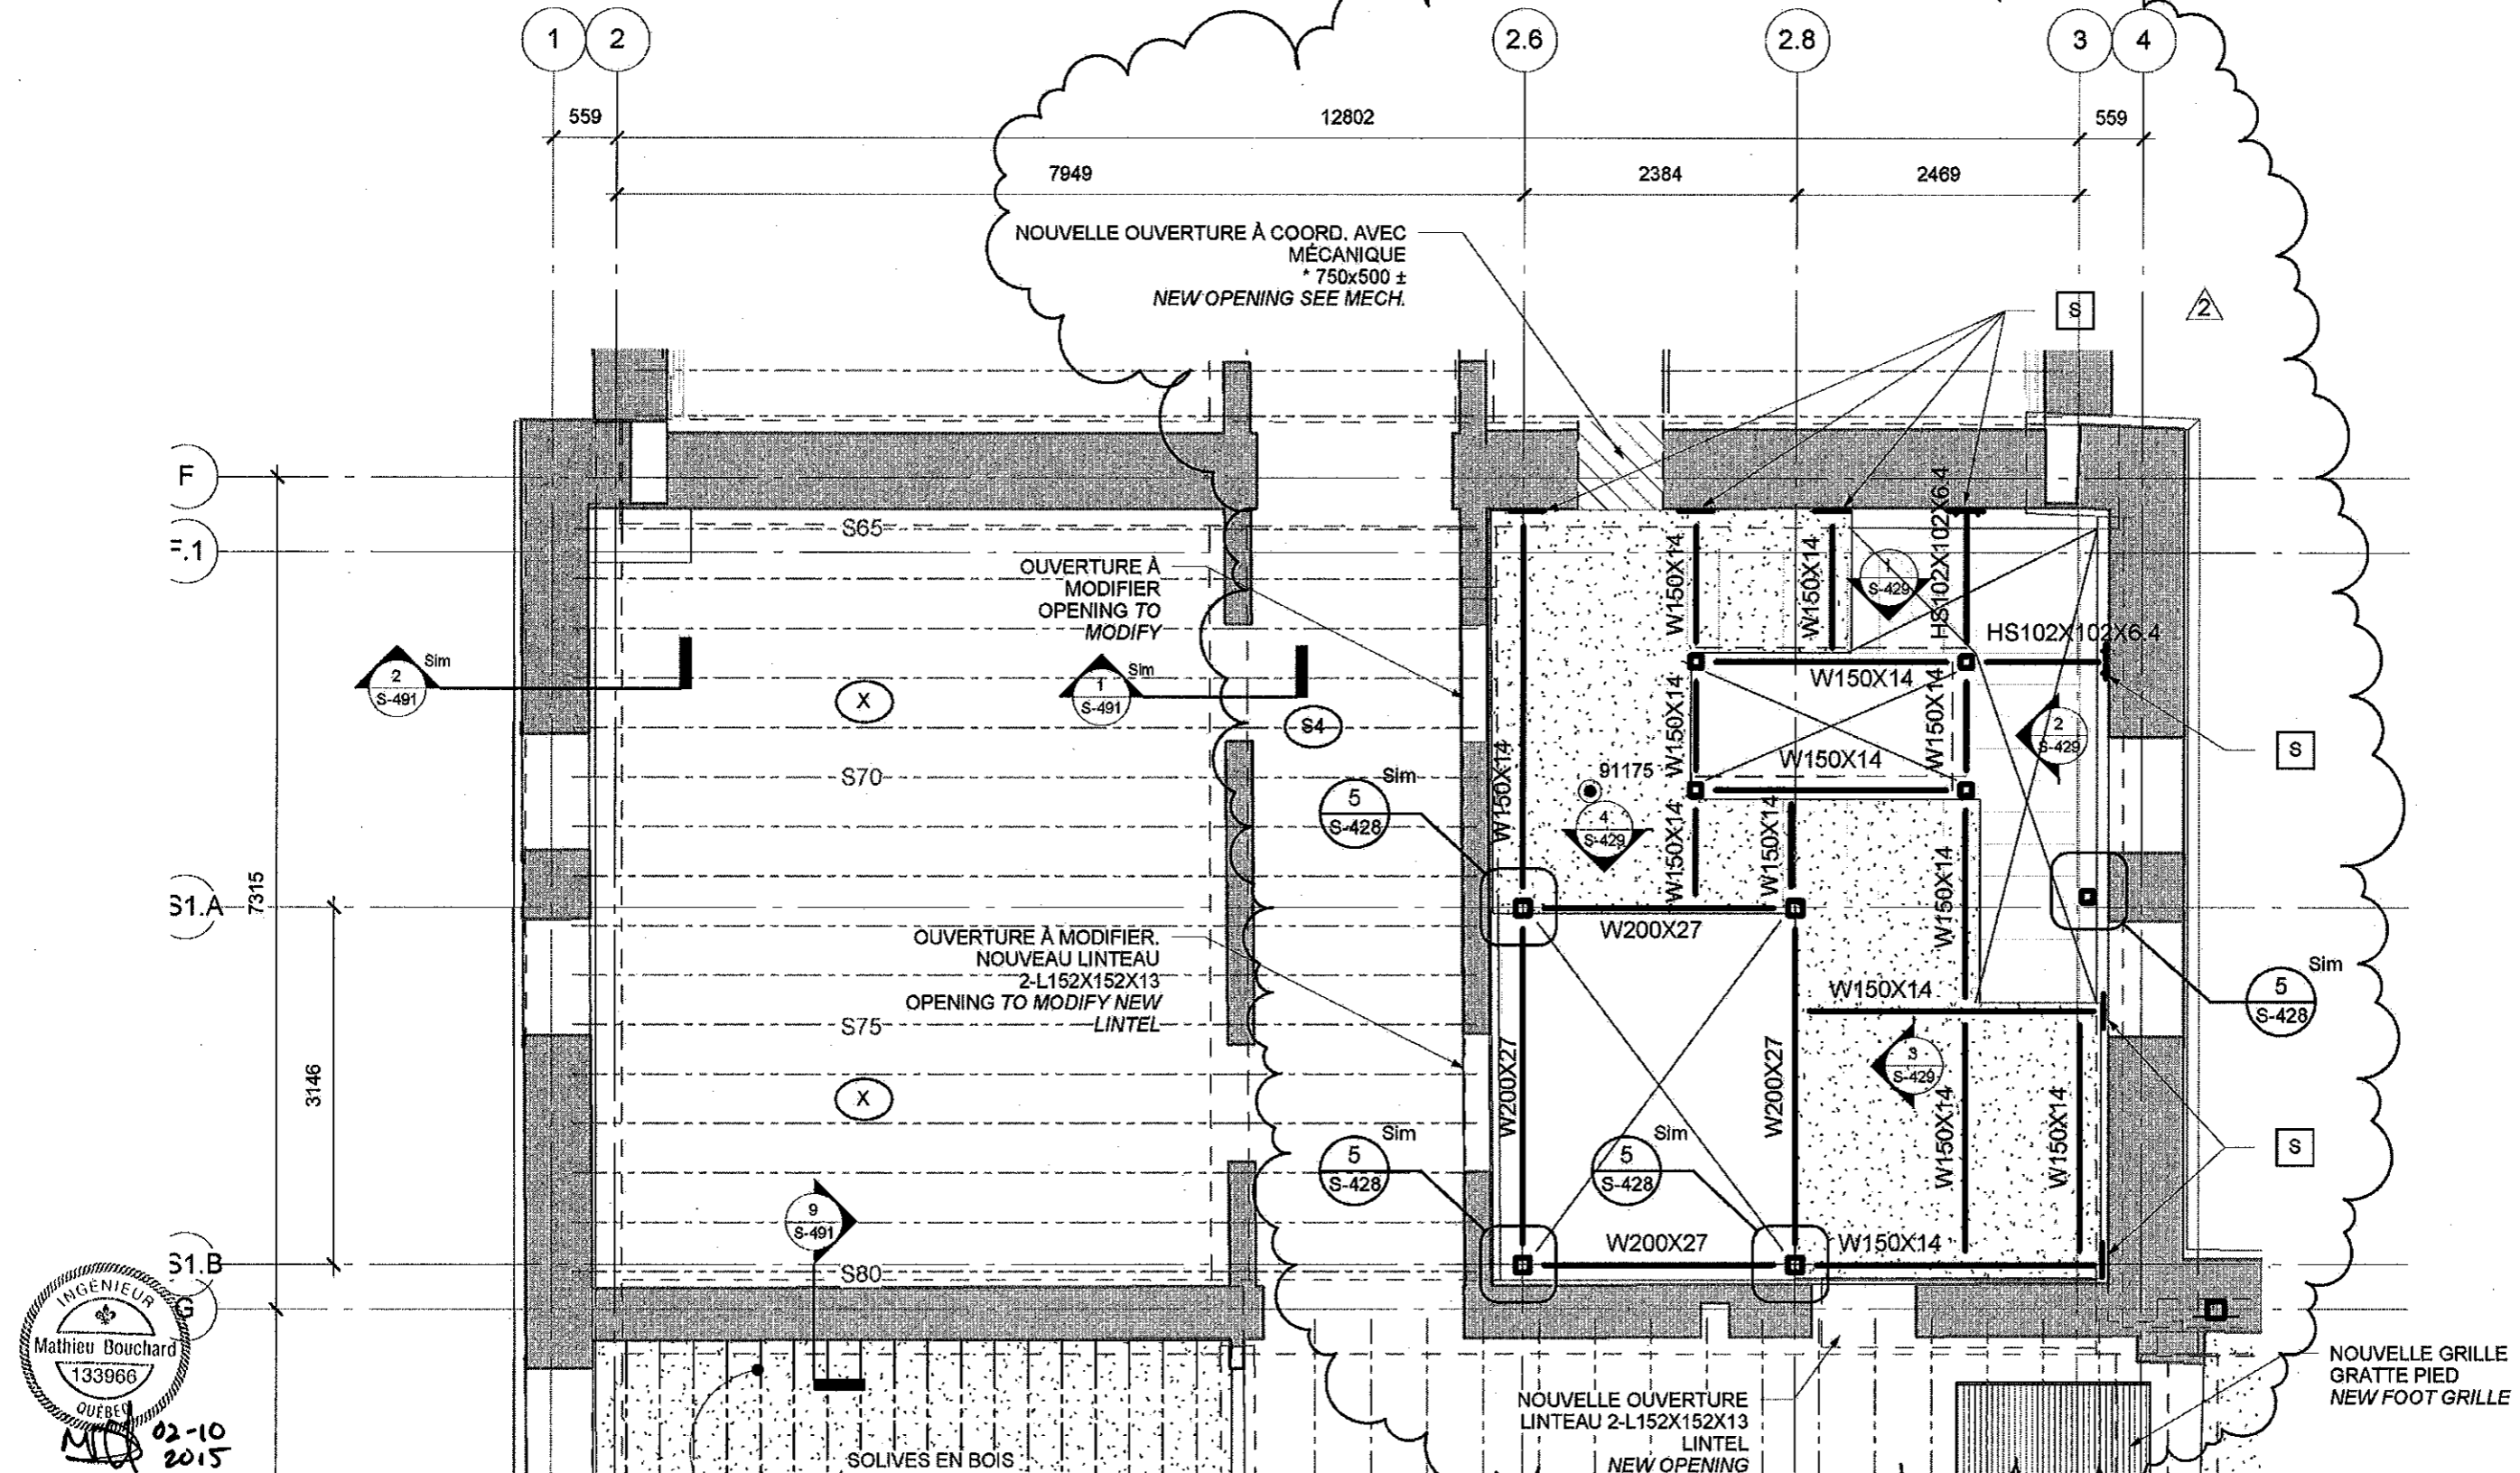 1
2
2.6
2.8
3
4
559
12802
559
7949
2384
2469
NOUVELLE OUVERTURE À COORD. AVEC
MÉCANIQUE
* 750x500 ±
NEW OPENING SEE MECH.
S
2
F
S65
HS102X102X6.4
W150X14
W150X14
1
S-429
OUVERTURE À
MODIFIER
OPENING TO
MODIFY
HS102X102X6.4
2
S-491
Sim
X
1
S-491
Sim
S4
W150X14
W150X14
W150X14
2
S-429
S
S70
W150X14
W150X14
91175
5
S-428
Sim
4
S-429
W150X14
W150X14
W150X14
7315
S1.A
W200X27
OUVERTURE À MODIFIER.
NOUVEAU LINTEAU
2-L152X152X13
OPENING TO MODIFY NEW
LINTEL
W150X14
5
S-428
Sim
S75
3146
X
W200X27
W200X27
3
S-429
W150X14
W150X14
S
5
S-428
Sim
5
S-428
Sim
9
S-491
W200X27
W150X14
S1.B
S80
G
INGÉNIEUR
Mathieu Bouchard
133966
QUÉBEC
02-10
2015
NOUVELLE GRILLE
GRATTE PIED
NEW FOOT GRILLE
NOUVELLE OUVERTURE
LINTEAU 2-L152X152X13
LINTEL
NEW OPENING
SOLIVES EN BOIS